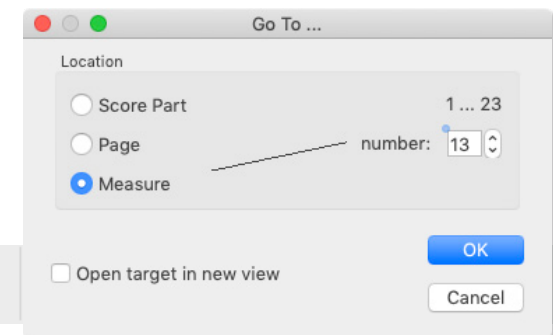 Go To ...
Location
Score Part 1 ... 23
Page number: 13
Measure
OK
Open target in new view
Cancel